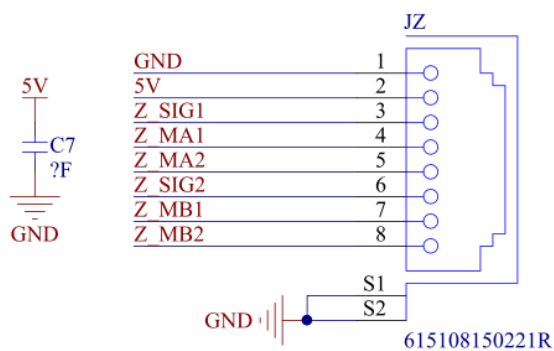 JZ
GND 1
5V 2
Z_SIG1 3
Z_MA1 4
Z_MA2 5
Z_SIG2 6
Z_MB1 7
Z_MB2 8
5V
C7
?F
GND
S1
S2
GND
615108150221R